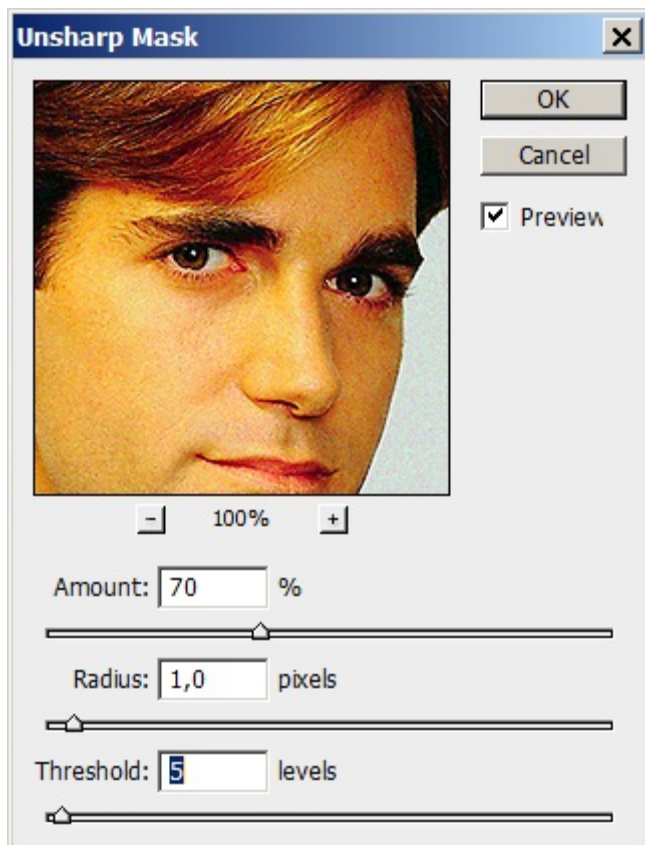 Unsharp Mask
OK
Cancel
Preview
- 100% +
Amount: 70 %
Radius: 1,0 pixels
Threshold: 5 levels